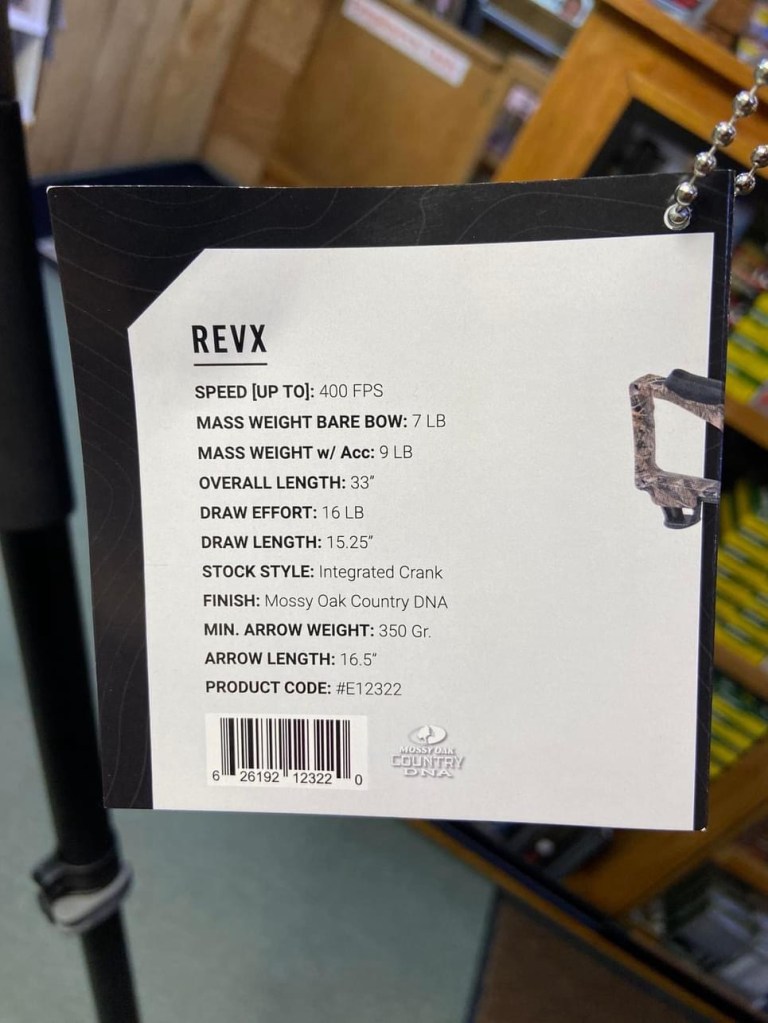 REVX
SPEED [UP TO]: 400 FPS
MASS WEIGHT BARE BOW: 7 LB
MASS WEIGHT w/ Acc: 9 LB
OVERALL LENGTH: 33”
DRAW EFFORT: 16 LB
DRAW LENGTH: 15.25”
STOCK STYLE: Integrated Crank
FINISH: Mossy Oak Country DNA
MIN. ARROW WEIGHT: 350 Gr.
ARROW LENGTH: 16.5”
PRODUCT CODE: #E12322
6 26192 12322 0
MOSSY OAK
COUNTRY
DNA